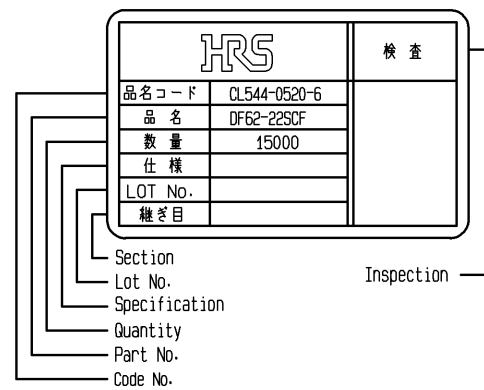 HRS
検 査
品名コード CL544-0520-6
品 名 DF62-22SCF
数 量 15000
仕 様
LOT No.
継ぎ目
Section
Lot No.
Inspection
Specification
Quantity
Part No.
Code No.